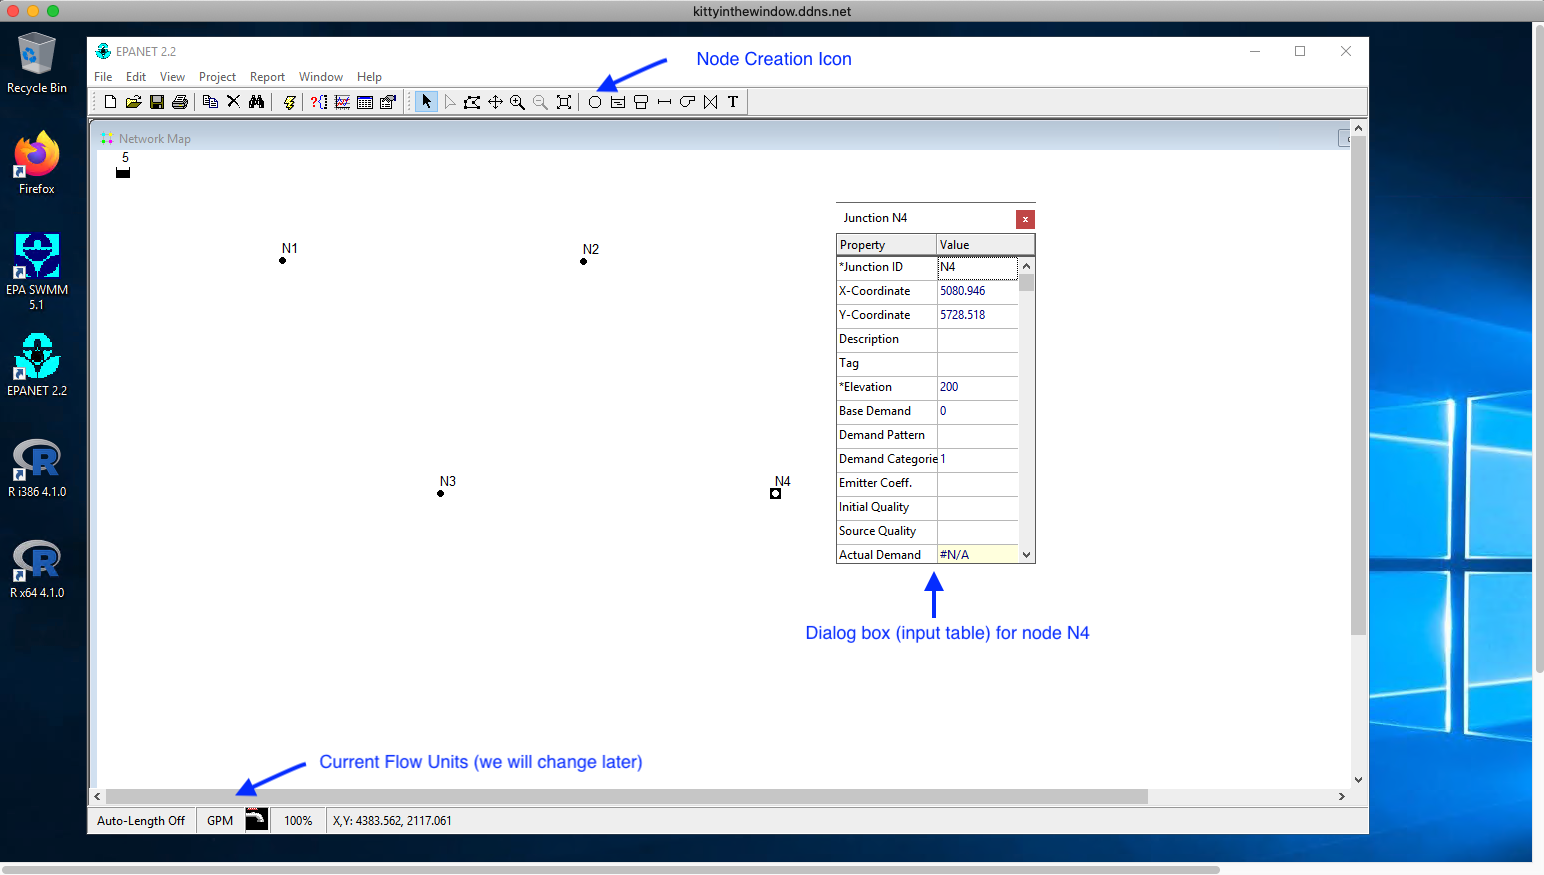 kittyinthewindow.ddns.net
Recycle Bin
Firefox
EPA SWMM
5.1
EPANET 2.2
R i386 4.1.0
R x64 4.1.0
EPANET 2.2
File Edit View Project Report Window Help
Node Creation Icon
T
Network Map
5
N1
N2
N3
N4
Junction N4
x
Property Value
*Junction ID N4
X-Coordinate 5080.946
Y-Coordinate 5728.518
Description
Tag
*Elevation 200
Base Demand 0
Demand Pattern
Demand Categorie 1
Emitter Coeff.
Initial Quality
Source Quality
Actual Demand #N/A
Dialog box (input table) for node N4
Current Flow Units (we will change later)
Auto-Length Off GPM 100% X,Y: 4383.562, 2117.061